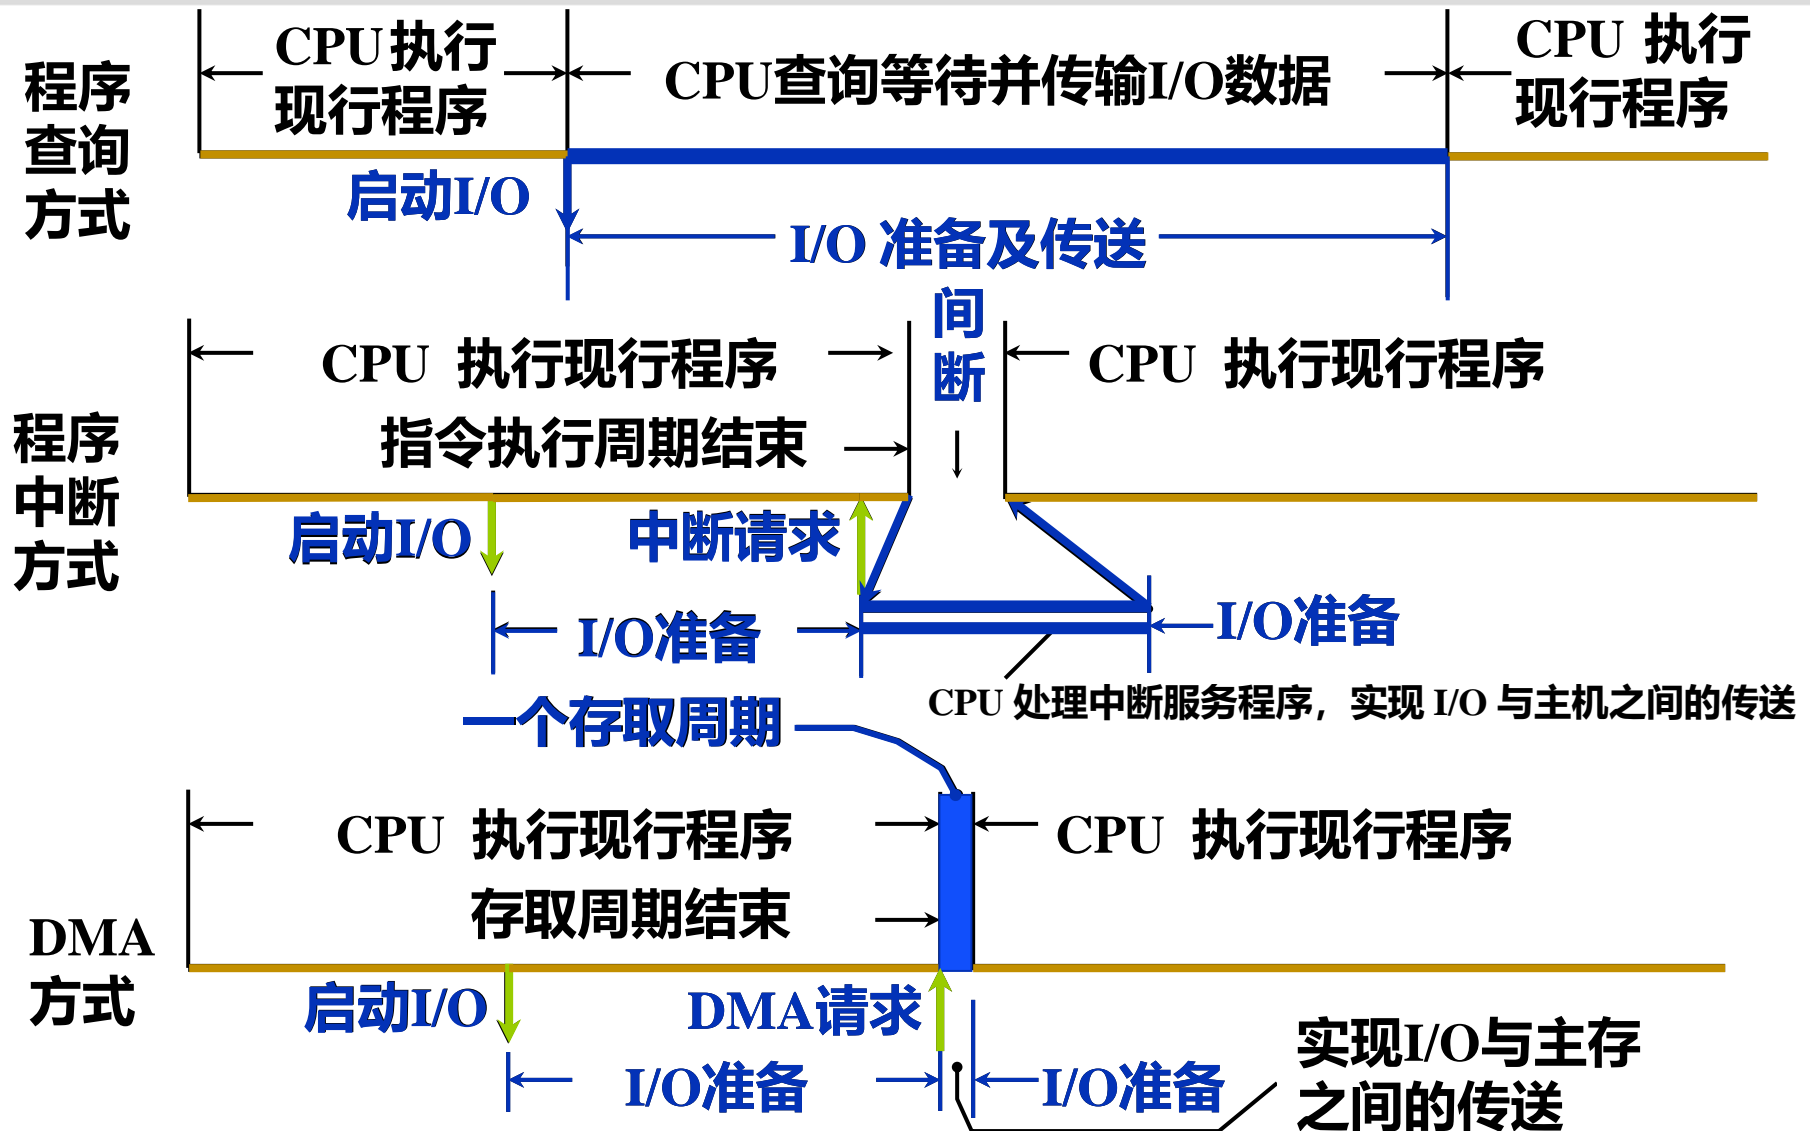 程序
查询
方式
CPU 执行
现行程序
CPU查询等待并传输I/O数据
CPU 执行
现行程序
启动I/O
I/O 准备及传送
程序
中断
方式
CPU 执行现行程序
指令执行周期结束
间
断
CPU 执行现行程序
启动I/O
中断请求
I/O准备
I/O准备
CPU 处理中断服务程序，实现 I/O 与主机之间的传送
一个存取周期
DMA
方式
CPU 执行现行程序
存取周期结束
CPU 执行现行程序
启动I/O
DMA请求
I/O准备
I/O准备
实现I/O与主存
之间的传送